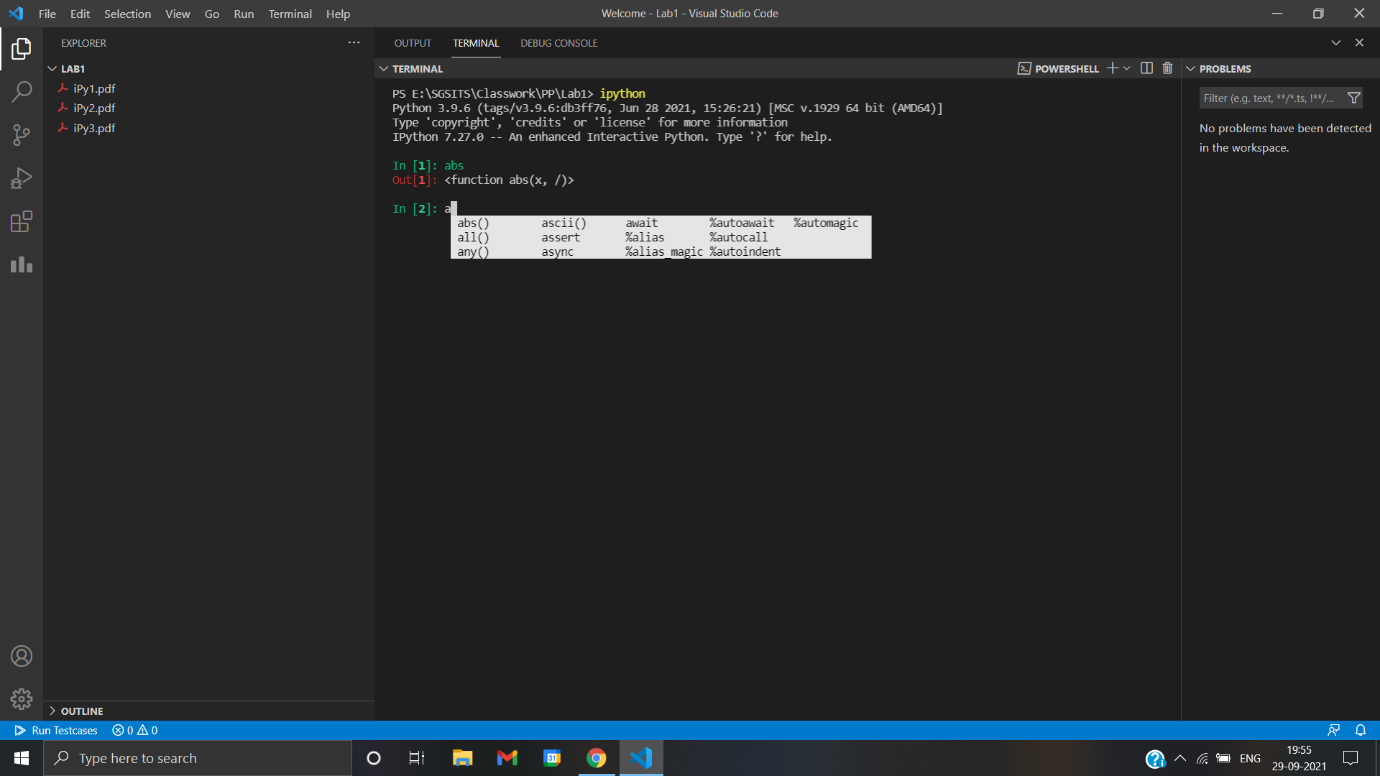 File Edit Selection View Go Run Terminal Help
Welcome - Lab1 - Visual Studio Code
EXPLORER
LAB1
iPy1.pdf
iPy2.pdf
iPy3.pdf
OUTLINE
OUTPUT TERMINAL DEBUG CONSOLE
TERMINAL
POWERSHELL
PS E:\SGSITS\Classwork\PP\Lab1> ipython
Python 3.9.6 (tags/v3.9.6:db3ff76, Jun 28 2021, 15:26:21) [MSC v.1929 64 bit (AMD64)]
Type 'copyright', 'credits' or 'license' for more information
IPython 7.27.0 -- An enhanced Interactive Python. Type '?' for help.
In [1]: abs
Out[1]: <function abs(x, /)>
In [2]: a
abs() ascii() await %autoawait %automagic
all() assert %alias %autocall
any() async %alias_magic %autoindent
PROBLEMS
Filter (e.g. text, **/*.ts, !**/...
No problems have been detected
in the workspace.
Run Testcases 0 0
Type here to search
31
ENG
19:55
29-09-2021